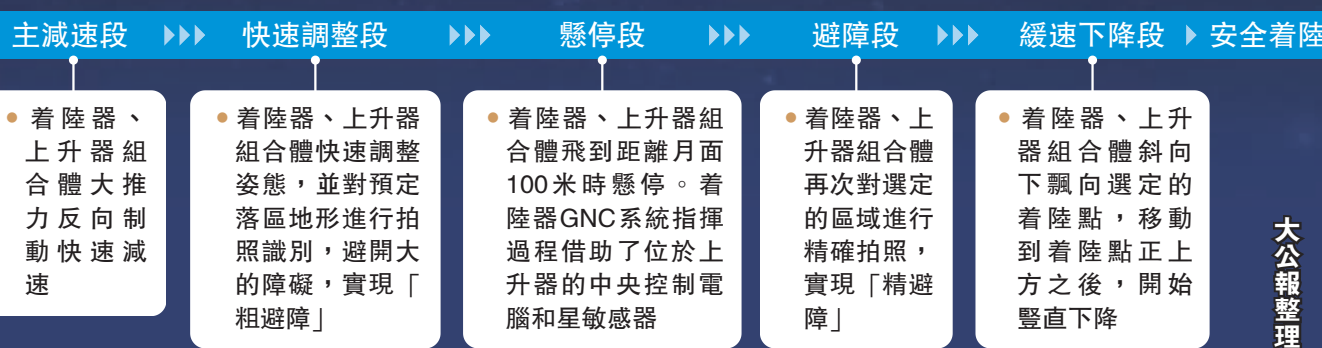 主減速段 快速調整段 懸停段 避障段 緩速下降段 安全着陸
• 着陸器、
上升器組
合體大推
力反向制
動快速減
速
• 着陸器、上升器
組合體快速調整
姿態，並對預定
落區地形進行拍
照識別，避開大
的障礙，實現「
粗避障」
• 着陸器、上升器組
合體飛到距離月面
100米時懸停。着
陸器GNC系統指揮
過程借助了位於上
升器的中央控制電
腦和星敏感器
• 着陸器、上
升器組合體
再次對選定
的區域進行
精確拍照，
實現「精避
障」
• 着陸器、上升
器組合體斜向
下飄向選定的
着陸點，移動
到着陸點正上
方之後，開始
豎直下降
大公報整理